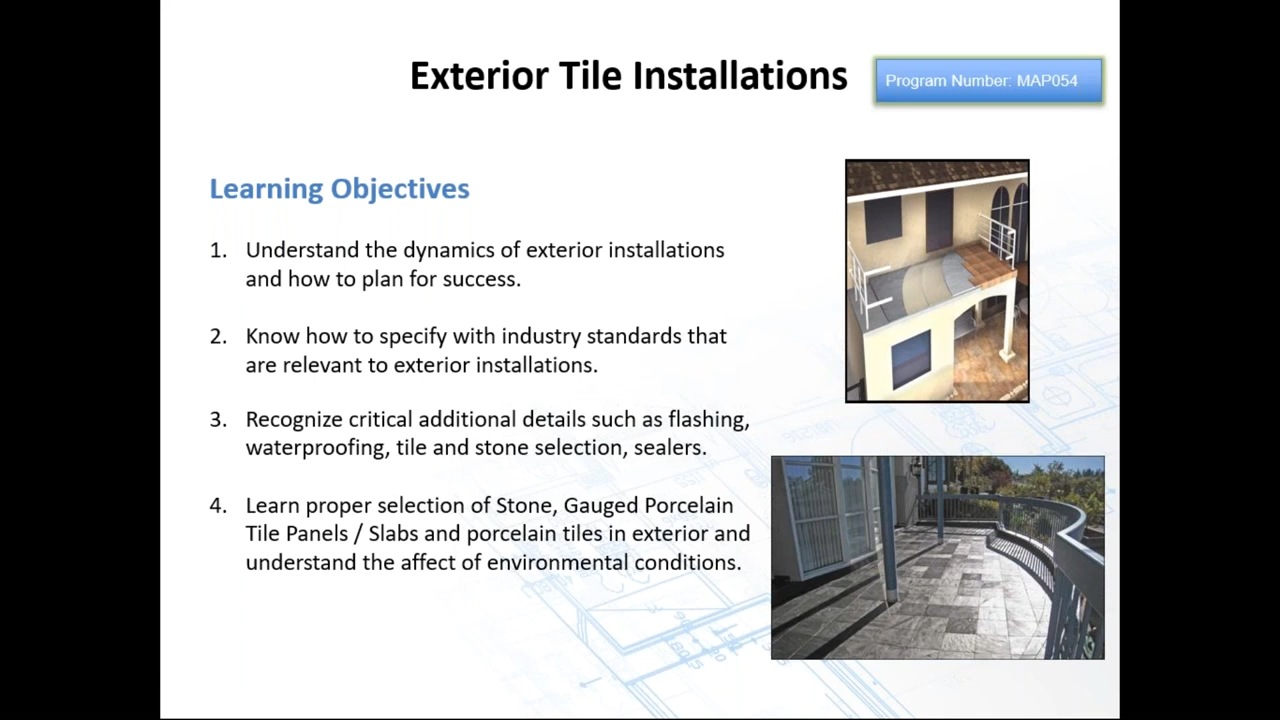 Exterior Tile Installations
Program Number: MAP054
Learning Objectives
1. Understand the dynamics of exterior installations
and how to plan for success.
2. Know how to specify with industry standards that
are relevant to exterior installations.
3. Recognize critical additional details such as flashing,
waterproofing, tile and stone selection, sealers.
4. Learn proper selection of Stone, Gauged Porcelain
Tile Panels / Slabs and porcelain tiles in exterior and
understand the affect of environmental conditions.